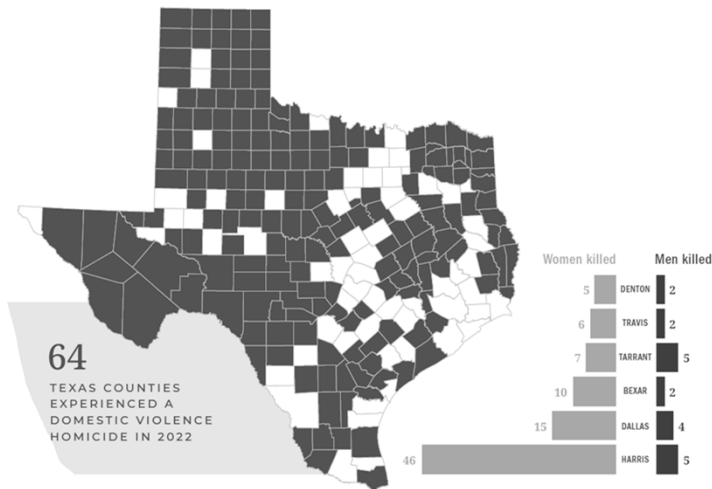 64
TEXAS COUNTIES
EXPERIENCED A
DOMESTIC VIOLENCE
HOMICIDE IN 2022
Women killed Men killed
5 DENTON 2
6 TRAVIS 2
7 TARRANT 5
10 BEXAR 2
15 DALLAS 4
46 HARRIS 5